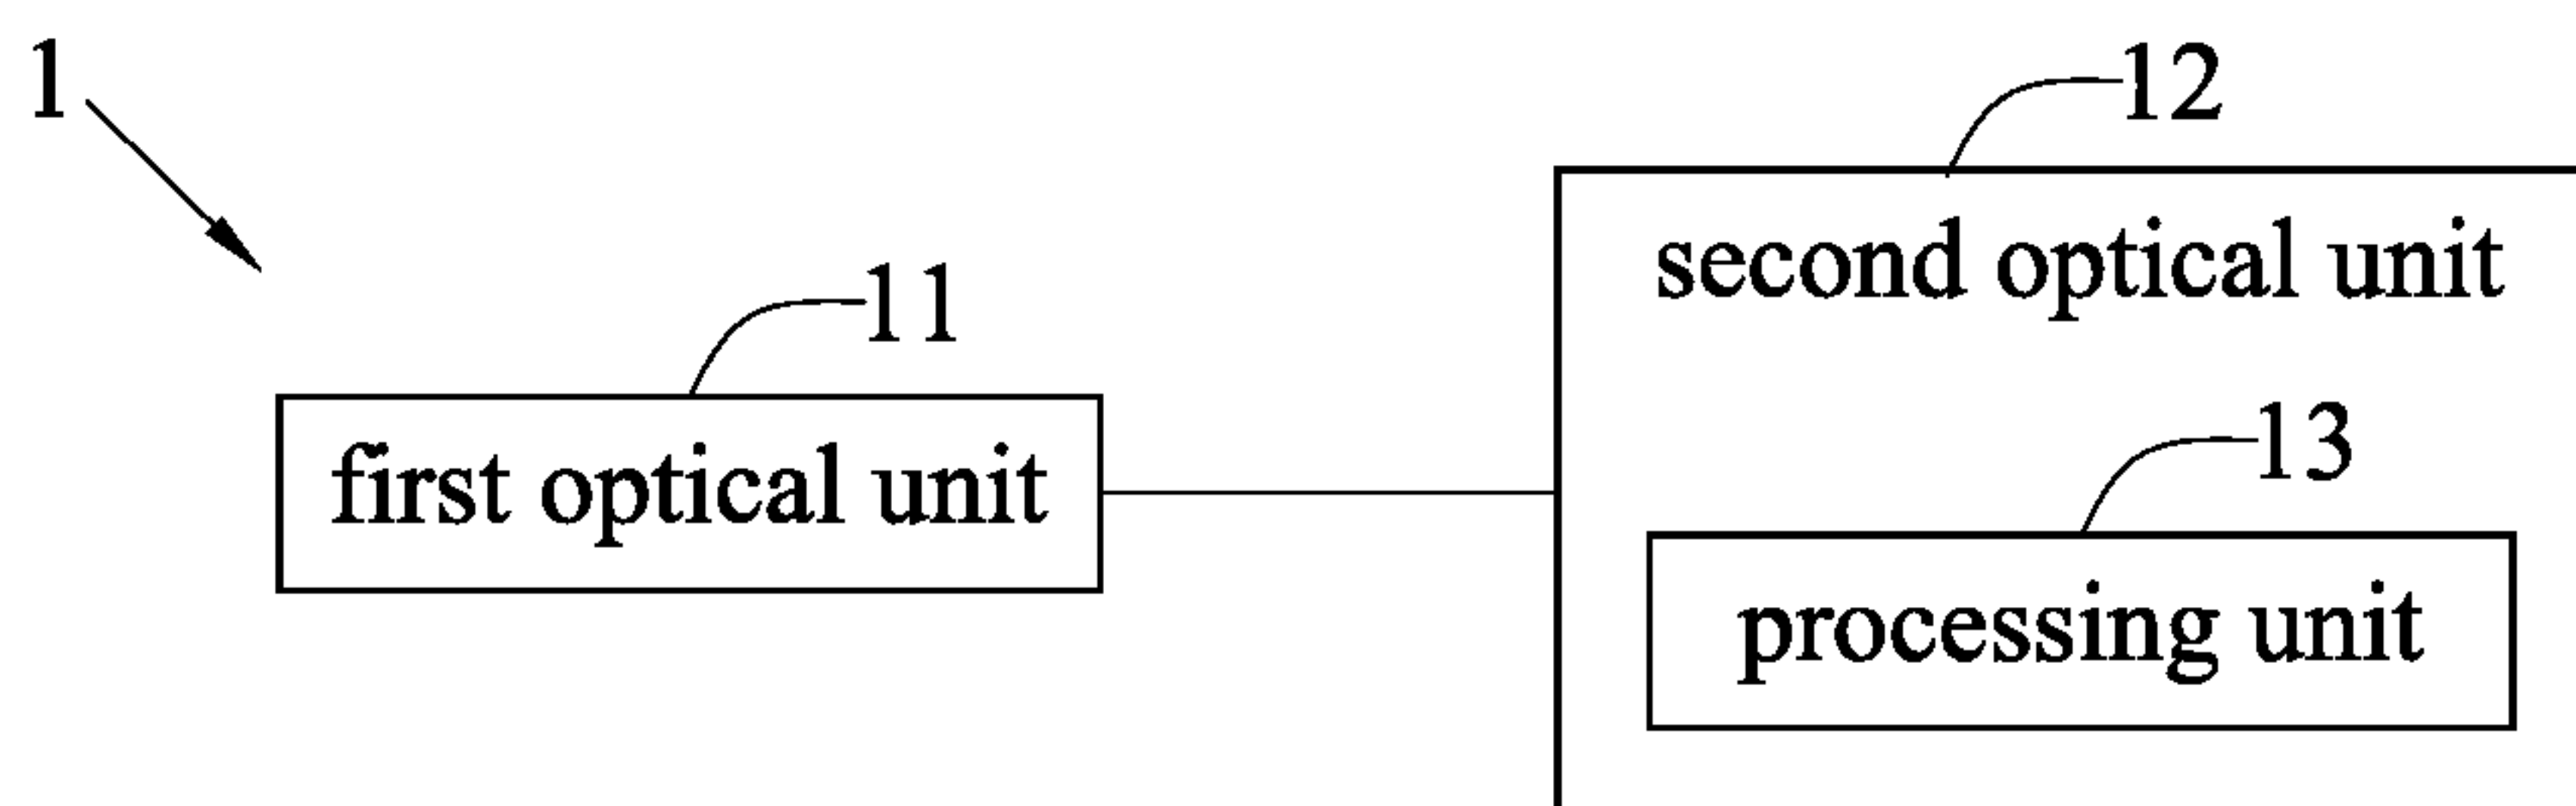 1
12
second optical unit
11
first optical unit
13
processing unit